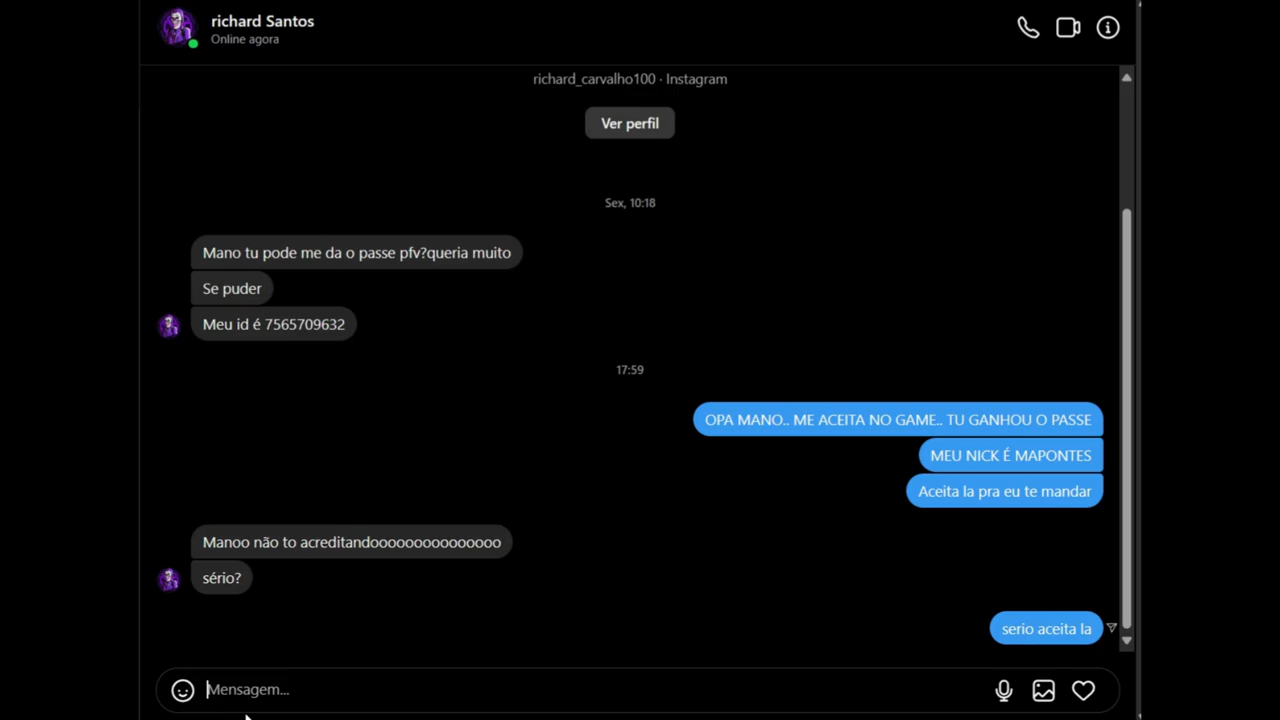 richard Santos
Online agora
richard_carvalho100 · Instagram
Ver perfil
Sex, 10:18
Mano tu pode me da o passe pfv?queria muito
Se puder
Meu id é 7565709632
17:59
OPA MANO.. ME ACEITA NO GAME.. TU GANHOU O PASSE
MEU NICK É MAPONTES
Aceita la pra eu te mandar
Manoo não to acreditandooooooooooooooo
sério?
serio aceita la
Mensagem...